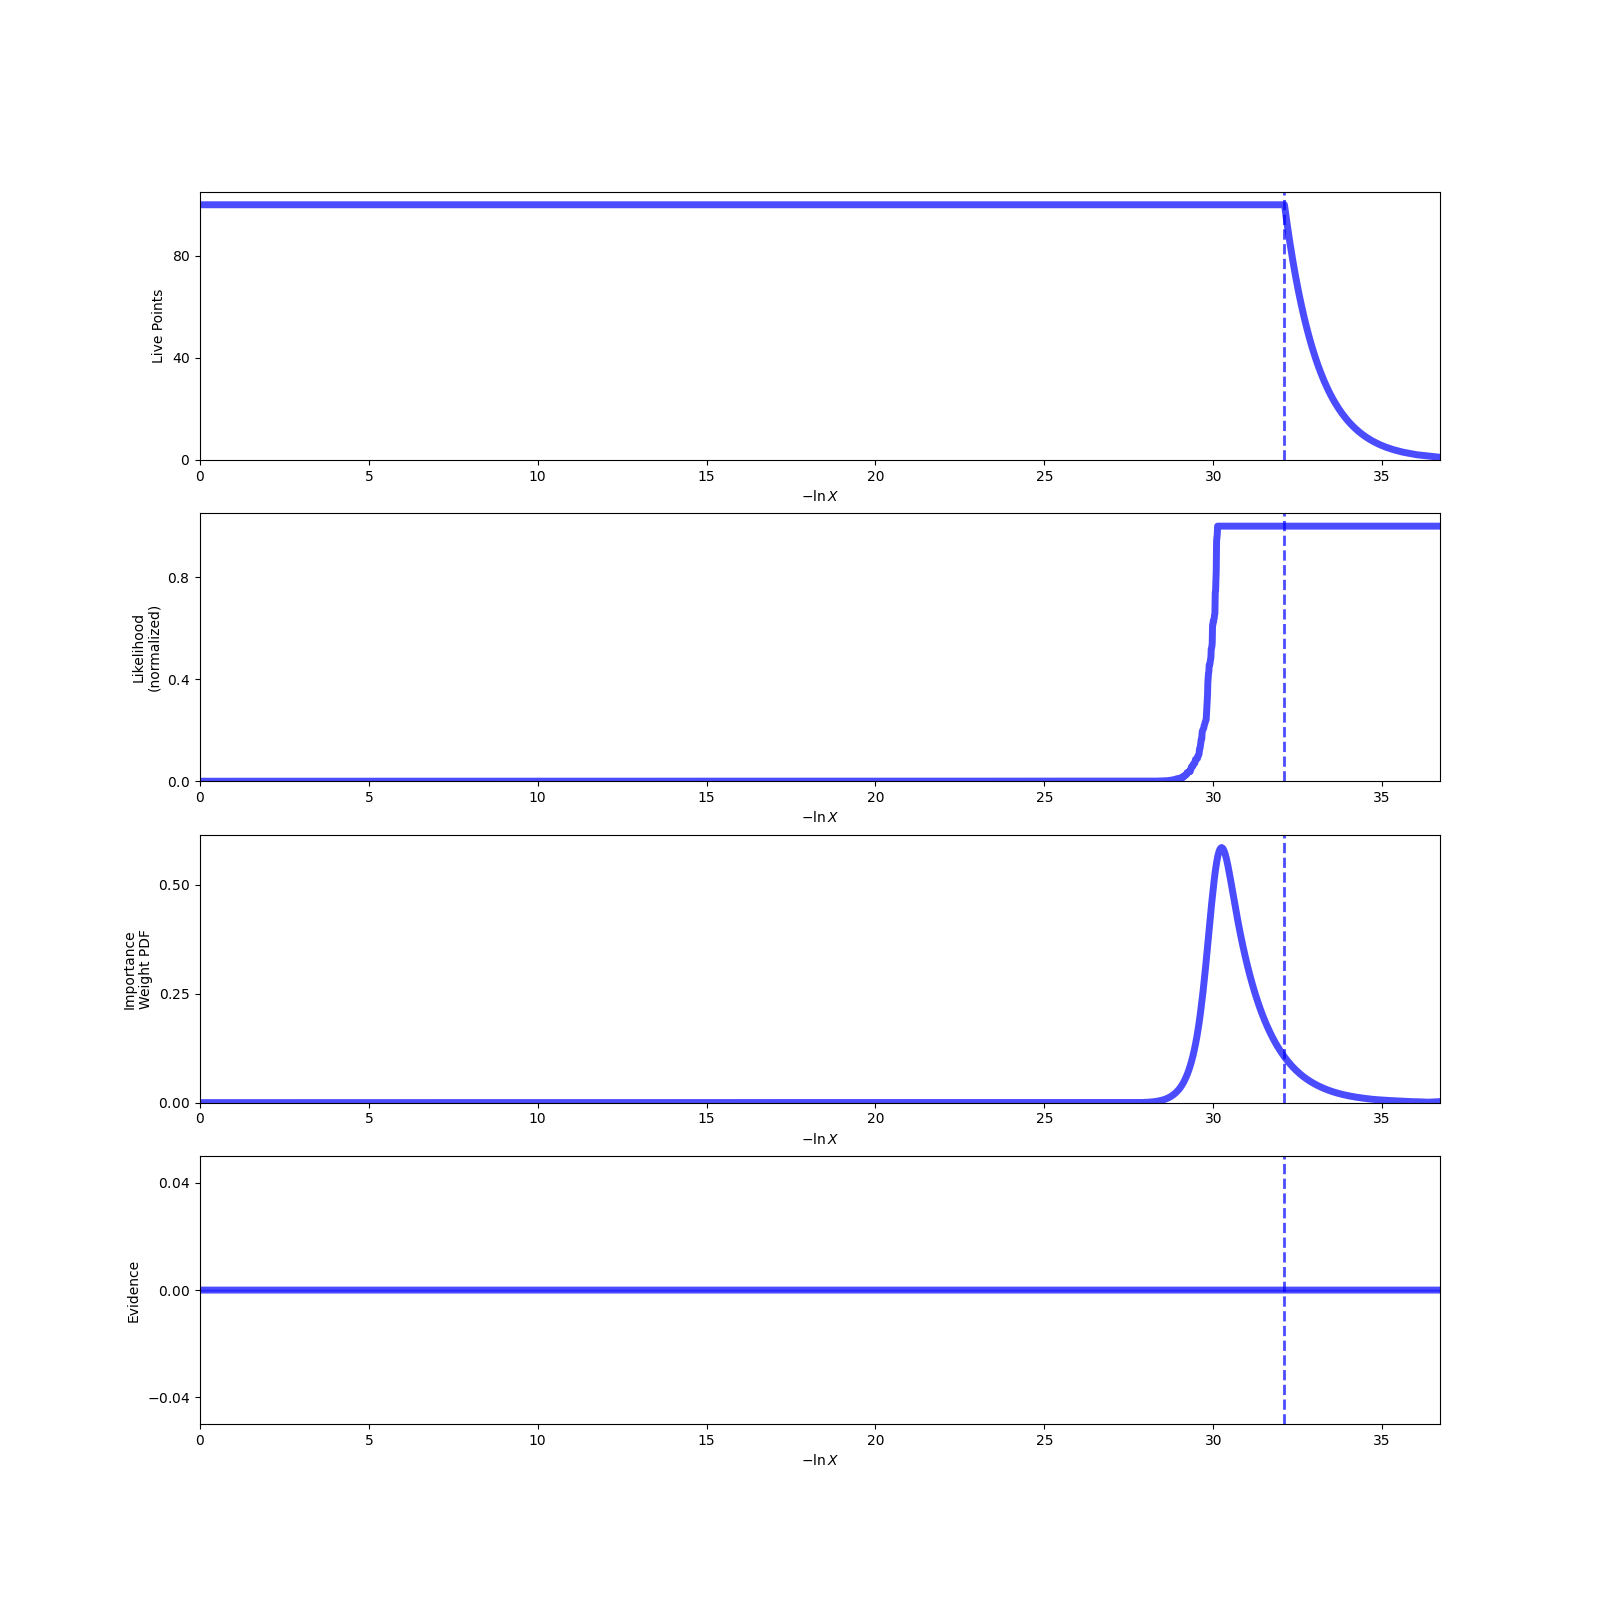 80
40
0
Live Points
0 5 10 15 20 25 30 35
−ln X
0.8
0.4
0.0
Likelihood
(normalized)
0 5 10 15 20 25 30 35
−ln X
0.50
0.25
0.00
Importance
Weight PDF
0 5 10 15 20 25 30 35
−ln X
0.04
0.00
−0.04
Evidence
0 5 10 15 20 25 30 35
−ln X